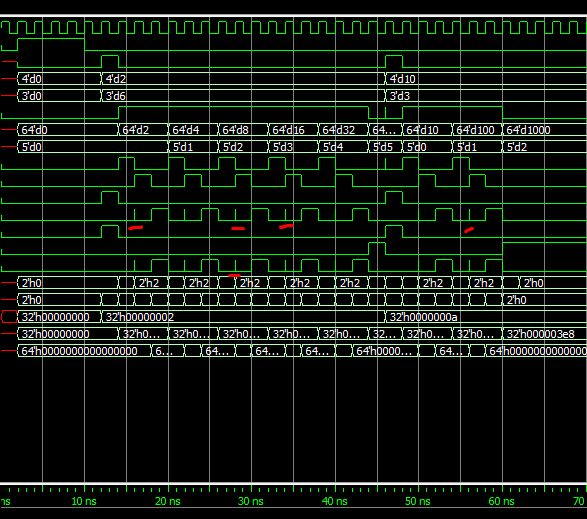 4'd0 4'd2 4'd10
3'd0 3'd6 3'd3
64'd0 64'd2 64'd4 64'd8 64'd16 64'd32 64... 64'd10 64'd100 64'd1000
5'd0 5'd1 5'd2 5'd3 5'd4 5'd5 5'd0 5'd1 5'd2
2'h0 2'h2 2'h2 2'h2 2'h2 2'h2 2'h2 2'h2 2'h0
2'h0 2'h0
32'h00000000 32'h00000002 32'h0000000a
32'h00000000 32'h0... 32'h0... 32'h0... 32'h0... 32'h0... 32... 32'h0... 32'h0... 32'h000003e8
64'h0000000000000000 6... 64... 64... 64... 64'h0000... 64... 64'h000000000000
ns 10 ns 20 ns 30 ns 40 ns 50 ns 60 ns 70